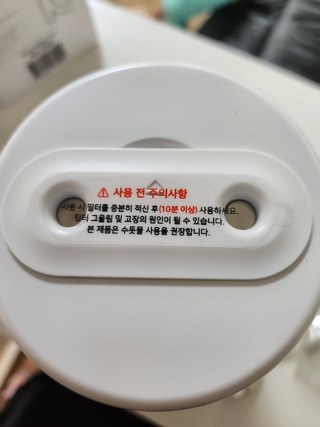 ⚠ 사용 전 주의사항
사용 시 필터를 충분히 적신 후(10분 이상) 사용하세요.
필터 그을림 및 고장의 원인이 될 수 있습니다.
본 제품은 수돗물 사용을 권장합니다.